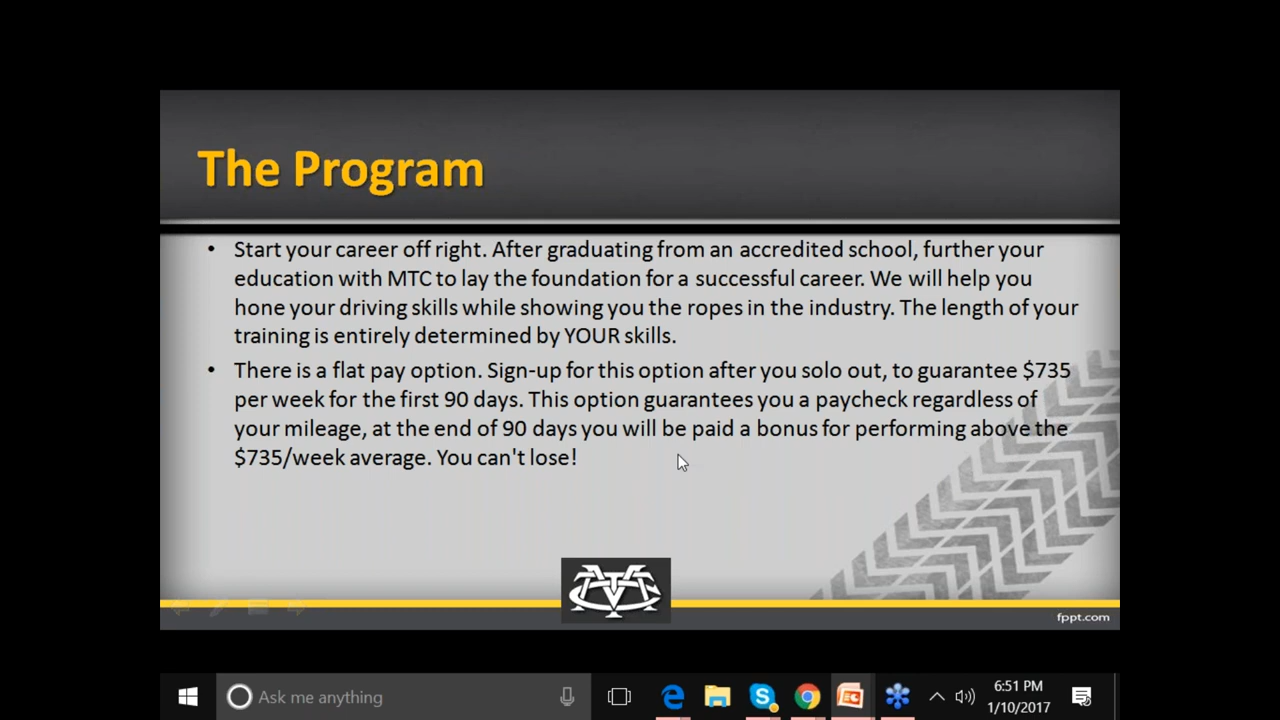 The Program
• Start your career off right. After graduating from an accredited school, further your
education with MTC to lay the foundation for a successful career. We will help you
hone your driving skills while showing you the ropes in the industry. The length of your
training is entirely determined by YOUR skills.
• There is a flat pay option. Sign-up for this option after you solo out, to guarantee $735
per week for the first 90 days. This option guarantees you a paycheck regardless of
your mileage, at the end of 90 days you will be paid a bonus for performing above the
$735/week average. You can't lose!
MTC
fppt.com
Ask me anything
6:51 PM
1/10/2017